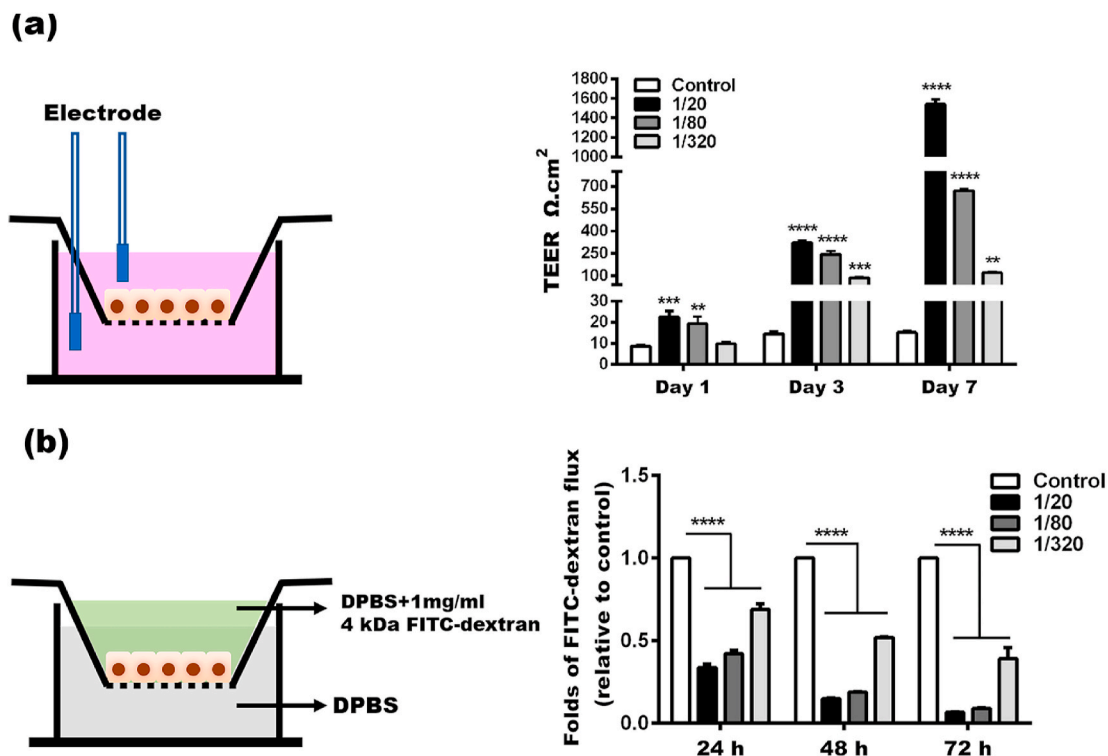 (a)
Electrode
TEER Ω.cm²
1800
1600
1400
1200
1000
700
550
400
250
100
30
20
10
0
Control
1/20
1/80
1/320
***
**
****
****
***
****
****
**
Day 1
Day 3
Day 7
(b)
DPBS+1mg/ml
4 kDa FITC-dextran
DPBS
Folds of FITC-dextran flux
(relative to control)
1.5
1.0
0.5
0.0
****
****
****
Control
1/20
1/80
1/320
24 h
48 h
72 h